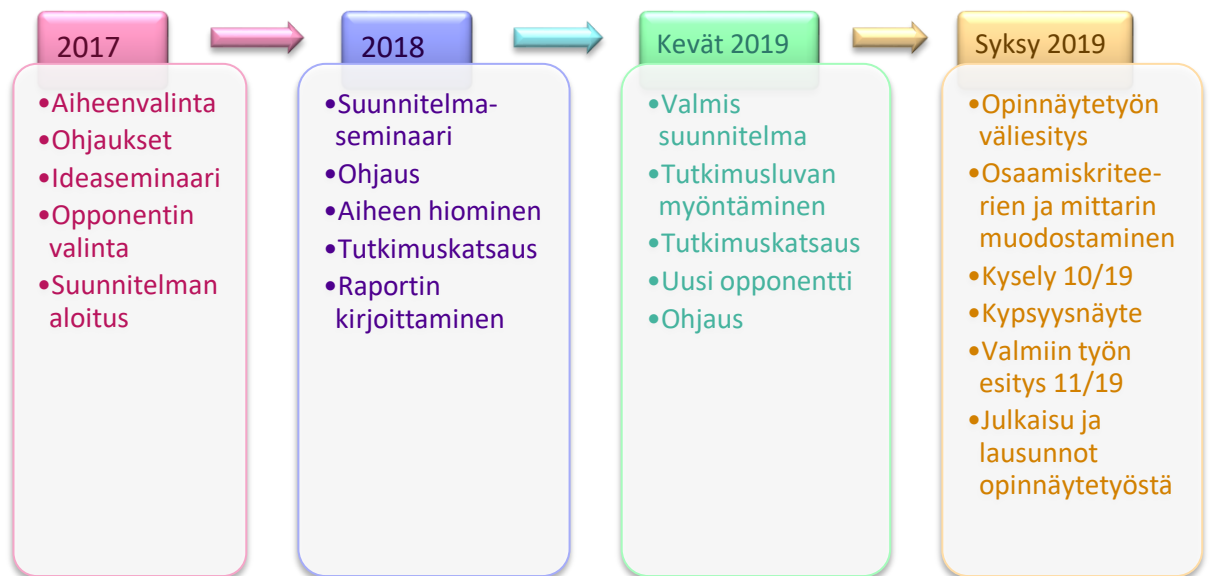 2017
•Aiheenvalinta
•Ohjaukset
•Ideaseminaari
•Opponentin
valinta
•Suunnitelman
aloitus
2018
•Suunnitelma-
seminaari
•Ohjaus
•Aiheen hiominen
•Tutkimuskatsaus
•Raportin
kirjoittaminen
Kevät 2019
•Valmis
suunnitelma
•Tutkimusluvan
myöntäminen
•Tutkimuskatsaus
•Uusi opponentti
•Ohjaus
Syksy 2019
•Opinnäytetyön
väliesitys
•Osaamiskritee-
rien ja mittarin
muodostaminen
•Kysely 10/19
•Kypsyysnäyte
•Valmiin työn
esitys 11/19
•Julkaisu ja
lausunnot
opinnäytetyöstä